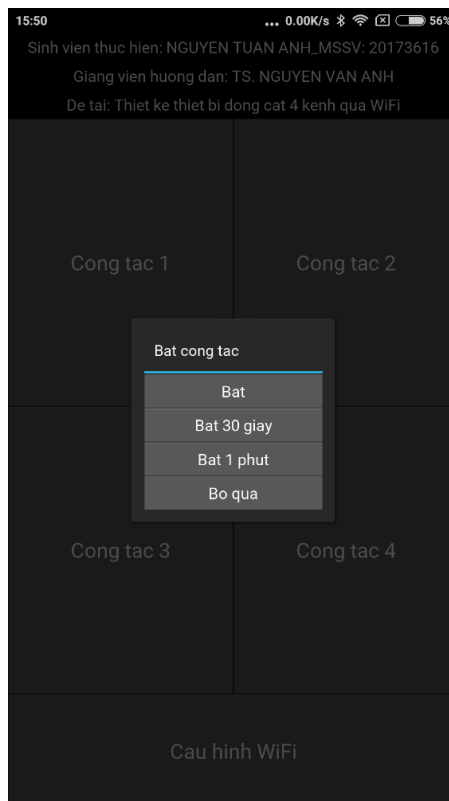 15:50 ... 0.00K/s 56%
Sinh vien thuc hien: NGUYEN TUAN ANH_MSSV: 20173616
Giang vien huong dan: TS. NGUYEN VAN ANH
De tai: Thiet ke thiet bi dong cat 4 kenh qua WiFi
Cong tac 1 Cong tac 2
Bat cong tac
Bat
Bat 30 giay
Bat 1 phut
Bo qua
Cong tac 3 Cong tac 4
Cau hinh WiFi